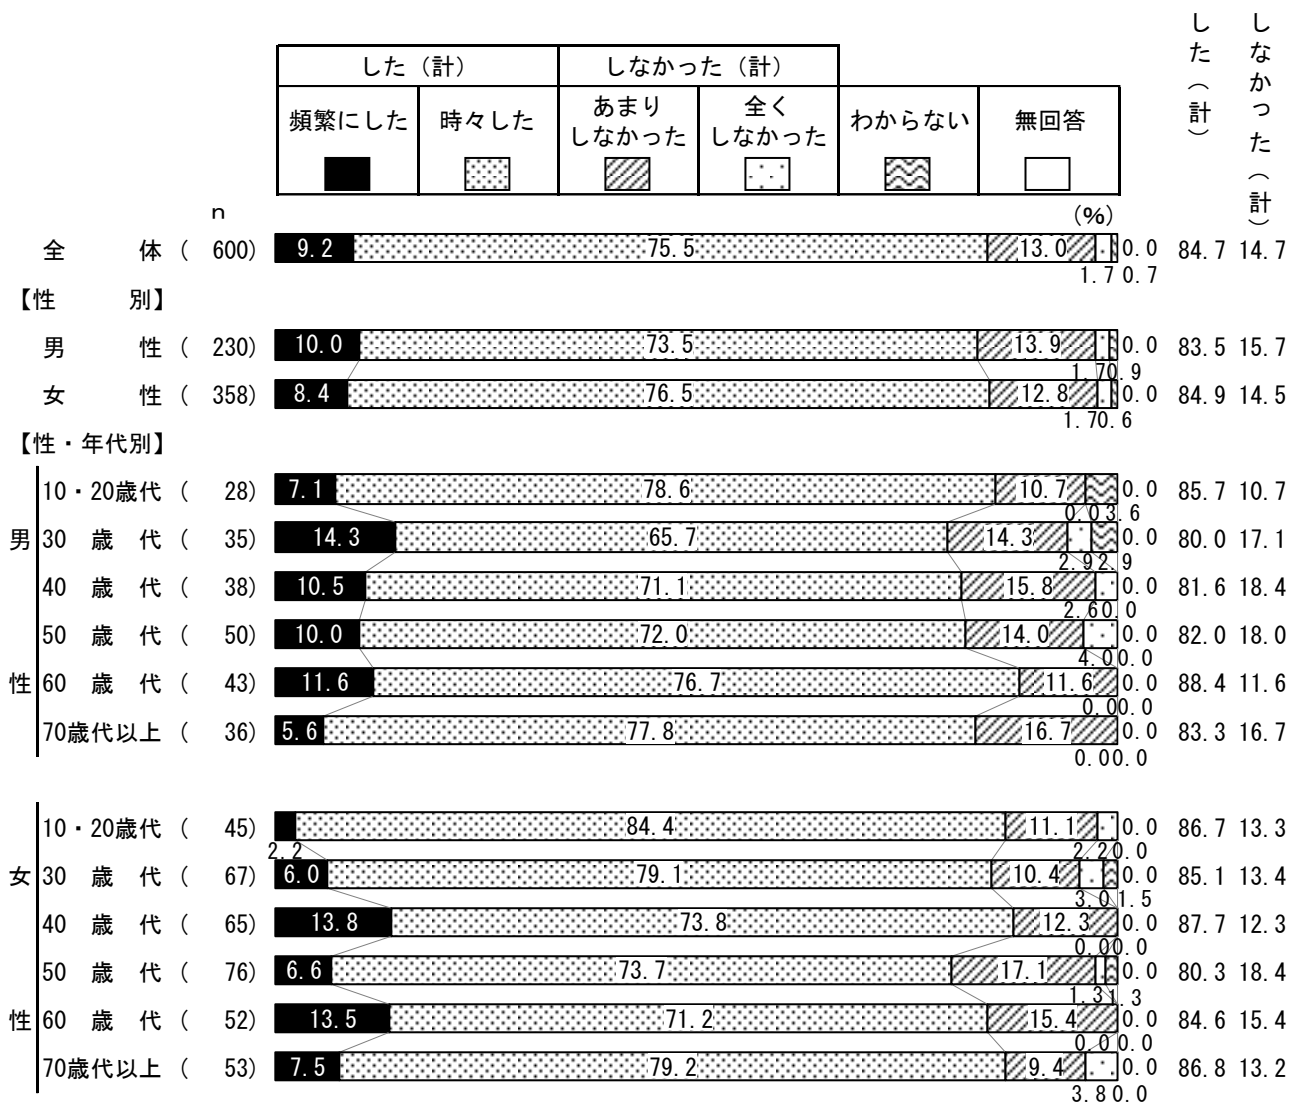 した（計）
しなかった（計）
した（計） しなかった（計）
頻繁にした 時々した あまりしなかった 全くしなかった わからない 無回答
n (%)
全体 ( 600) 9.2 75.5 13.0 0.0 84.7 14.7
1.7 0.7
【性別】
男性 ( 230) 10.0 73.5 13.9 0.0 83.5 15.7
1.7 0.9
女性 ( 358) 8.4 76.5 12.8 0.0 84.9 14.5
1.7 0.6
【性・年代別】
男性
10・20歳代 ( 28) 7.1 78.6 10.7 0.0 85.7 10.7
0.0 3.6
30歳代 ( 35) 14.3 65.7 14.3 0.0 80.0 17.1
2.9 2.9
40歳代 ( 38) 10.5 71.1 15.8 0.0 81.6 18.4
2.6 0.0
50歳代 ( 50) 10.0 72.0 14.0 0.0 82.0 18.0
4.0 0.0
60歳代 ( 43) 11.6 76.7 11.6 0.0 88.4 11.6
0.0 0.0
70歳代以上 ( 36) 5.6 77.8 16.7 0.0 83.3 16.7
0.0 0.0
女性
10・20歳代 ( 45) 84.4 11.1 0.0 86.7 13.3
2.2 2.2 0.0
30歳代 ( 67) 6.0 79.1 10.4 0.0 85.1 13.4
3.0 1.5
40歳代 ( 65) 13.8 73.8 12.3 0.0 87.7 12.3
0.0 0.0
50歳代 ( 76) 6.6 73.7 17.1 0.0 80.3 18.4
1.3 1.3
60歳代 ( 52) 13.5 71.2 15.4 0.0 84.6 15.4
0.0 0.0
70歳代以上 ( 53) 7.5 79.2 9.4 0.0 86.8 13.2
3.8 0.0